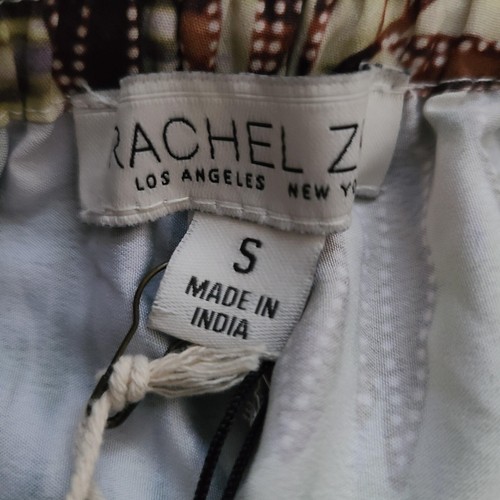 RACHEL Z
LOS ANGELES NEW YO
S
MADE IN
INDIA